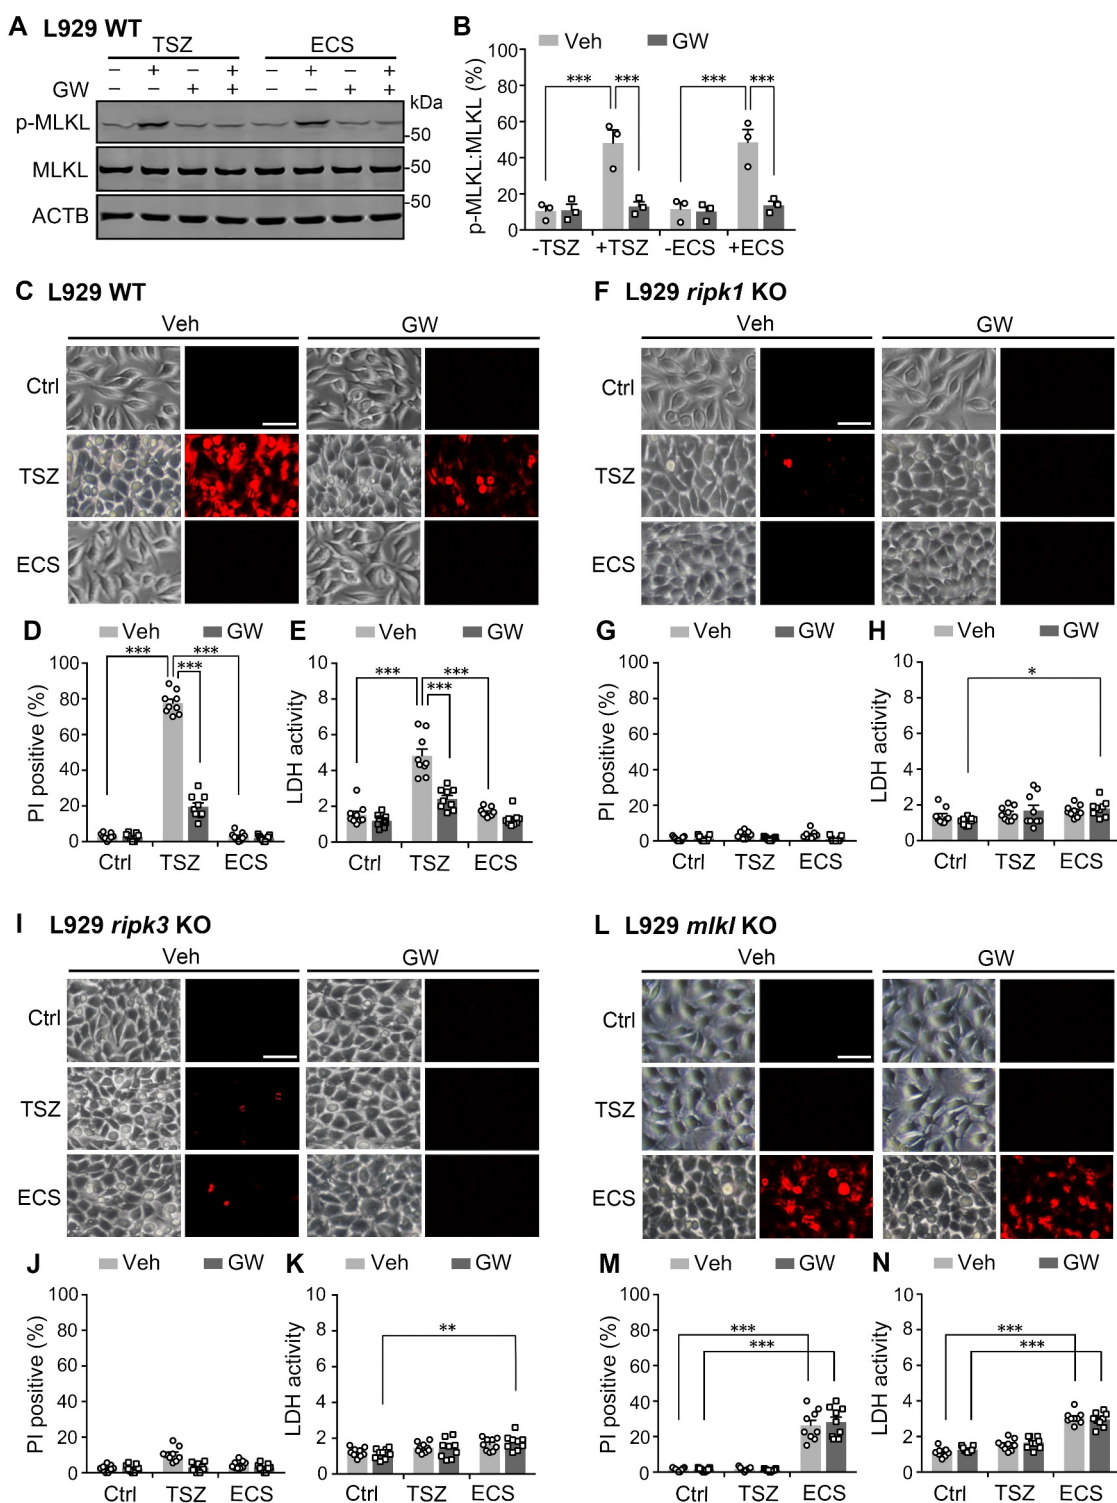 A L929 WT
TSZ ECS
– + – + – + – +
GW – – + + – – + +
kDa
p-MLKL
-50
MLKL
-50
-50
ACTB
B
Veh GW
p-MLKL:MLKL (%)
100
80
60
40
20
0
*** *** *** ***
-TSZ +TSZ -ECS +ECS
C L929 WT
Veh GW
Ctrl
TSZ
ECS
D
Veh GW
PI positive (%)
100
80
60
40
20
0
*** *** ***
Ctrl TSZ ECS
E
Veh GW
LDH activity
10
8
6
4
2
0
*** *** ***
Ctrl TSZ ECS
F L929 ripk1 KO
Veh GW
Ctrl
TSZ
ECS
G
Veh GW
PI positive (%)
100
80
60
40
20
0
Ctrl TSZ ECS
H
Veh GW
LDH activity
10
8
6
4
2
0
*
Ctrl TSZ ECS
I L929 ripk3 KO
Veh GW
Ctrl
TSZ
ECS
J
Veh GW
PI positive (%)
100
80
60
40
20
0
Ctrl TSZ ECS
K
Veh GW
LDH activity
10
8
6
4
2
0
**
Ctrl TSZ ECS
L L929 mlkl KO
Veh GW
Ctrl
TSZ
ECS
M
Veh GW
PI positive (%)
100
80
60
40
20
0
***
***
Ctrl TSZ ECS
N
Veh GW
LDH activity
10
8
6
4
2
0
***
***
Ctrl TSZ ECS